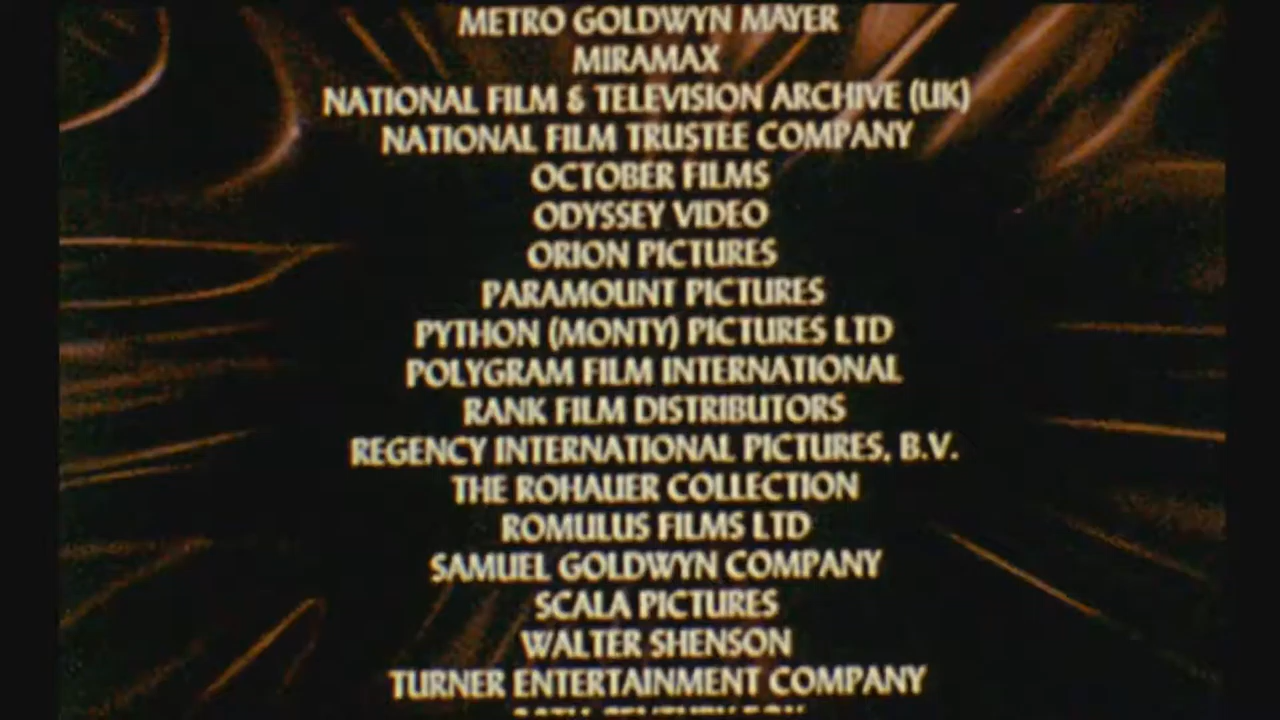 METRO GOLDWYN MAYER
MIRAMAX
NATIONAL FILM & TELEVISION ARCHIVE (UK)
NATIONAL FILM TRUSTEE COMPANY
OCTOBER FILMS
ODYSSEY VIDEO
ORION PICTURES
PARAMOUNT PICTURES
PYTHON (MONTY) PICTURES LTD
POLYGRAM FILM INTERNATIONAL
RANK FILM DISTRIBUTORS
REGENCY INTERNATIONAL PICTURES, B.V.
THE ROHAUER COLLECTION
ROMULUS FILMS LTD
SAMUEL GOLDWYN COMPANY
SCALA PICTURES
WALTER SHENSON
TURNER ENTERTAINMENT COMPANY